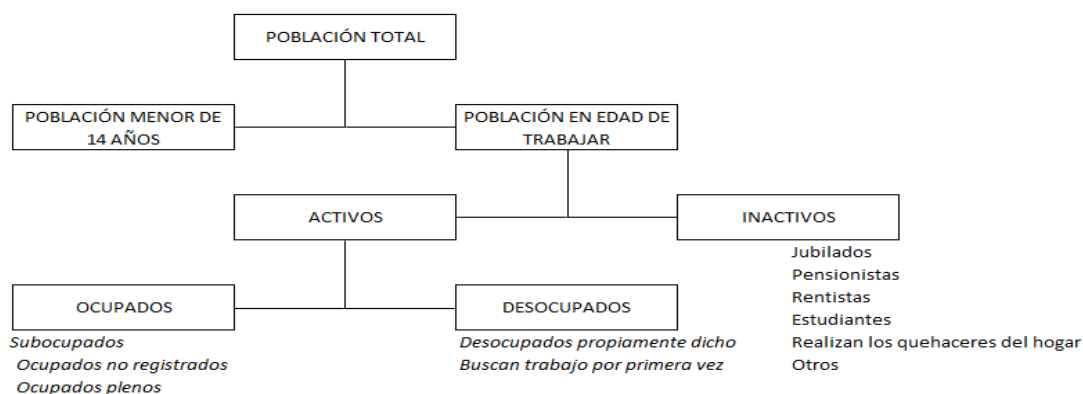 POBLACIÓN TOTAL
POBLACIÓN MENOR DE
14 AÑOS
POBLACIÓN EN EDAD DE
TRABAJAR
ACTIVOS
INACTIVOS
Jubilados
Pensionistas
Rentistas
Estudiantes
Realizan los quehaceres del hogar
Otros
OCUPADOS
Subocupados
Ocupados no registrados
Ocupados plenos
DESOCUPADOS
Desocupados propiamente dicho
Buscan trabajo por primera vez